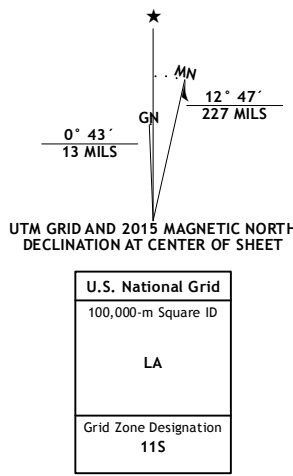 ★
MN
GN
12° 47´
227 MILS
0° 43´
13 MILS
UTM GRID AND 2015 MAGNETIC NORTH
DECLINATION AT CENTER OF SHEET
U.S. National Grid
100,000-m Square ID
LA
Grid Zone Designation
11S